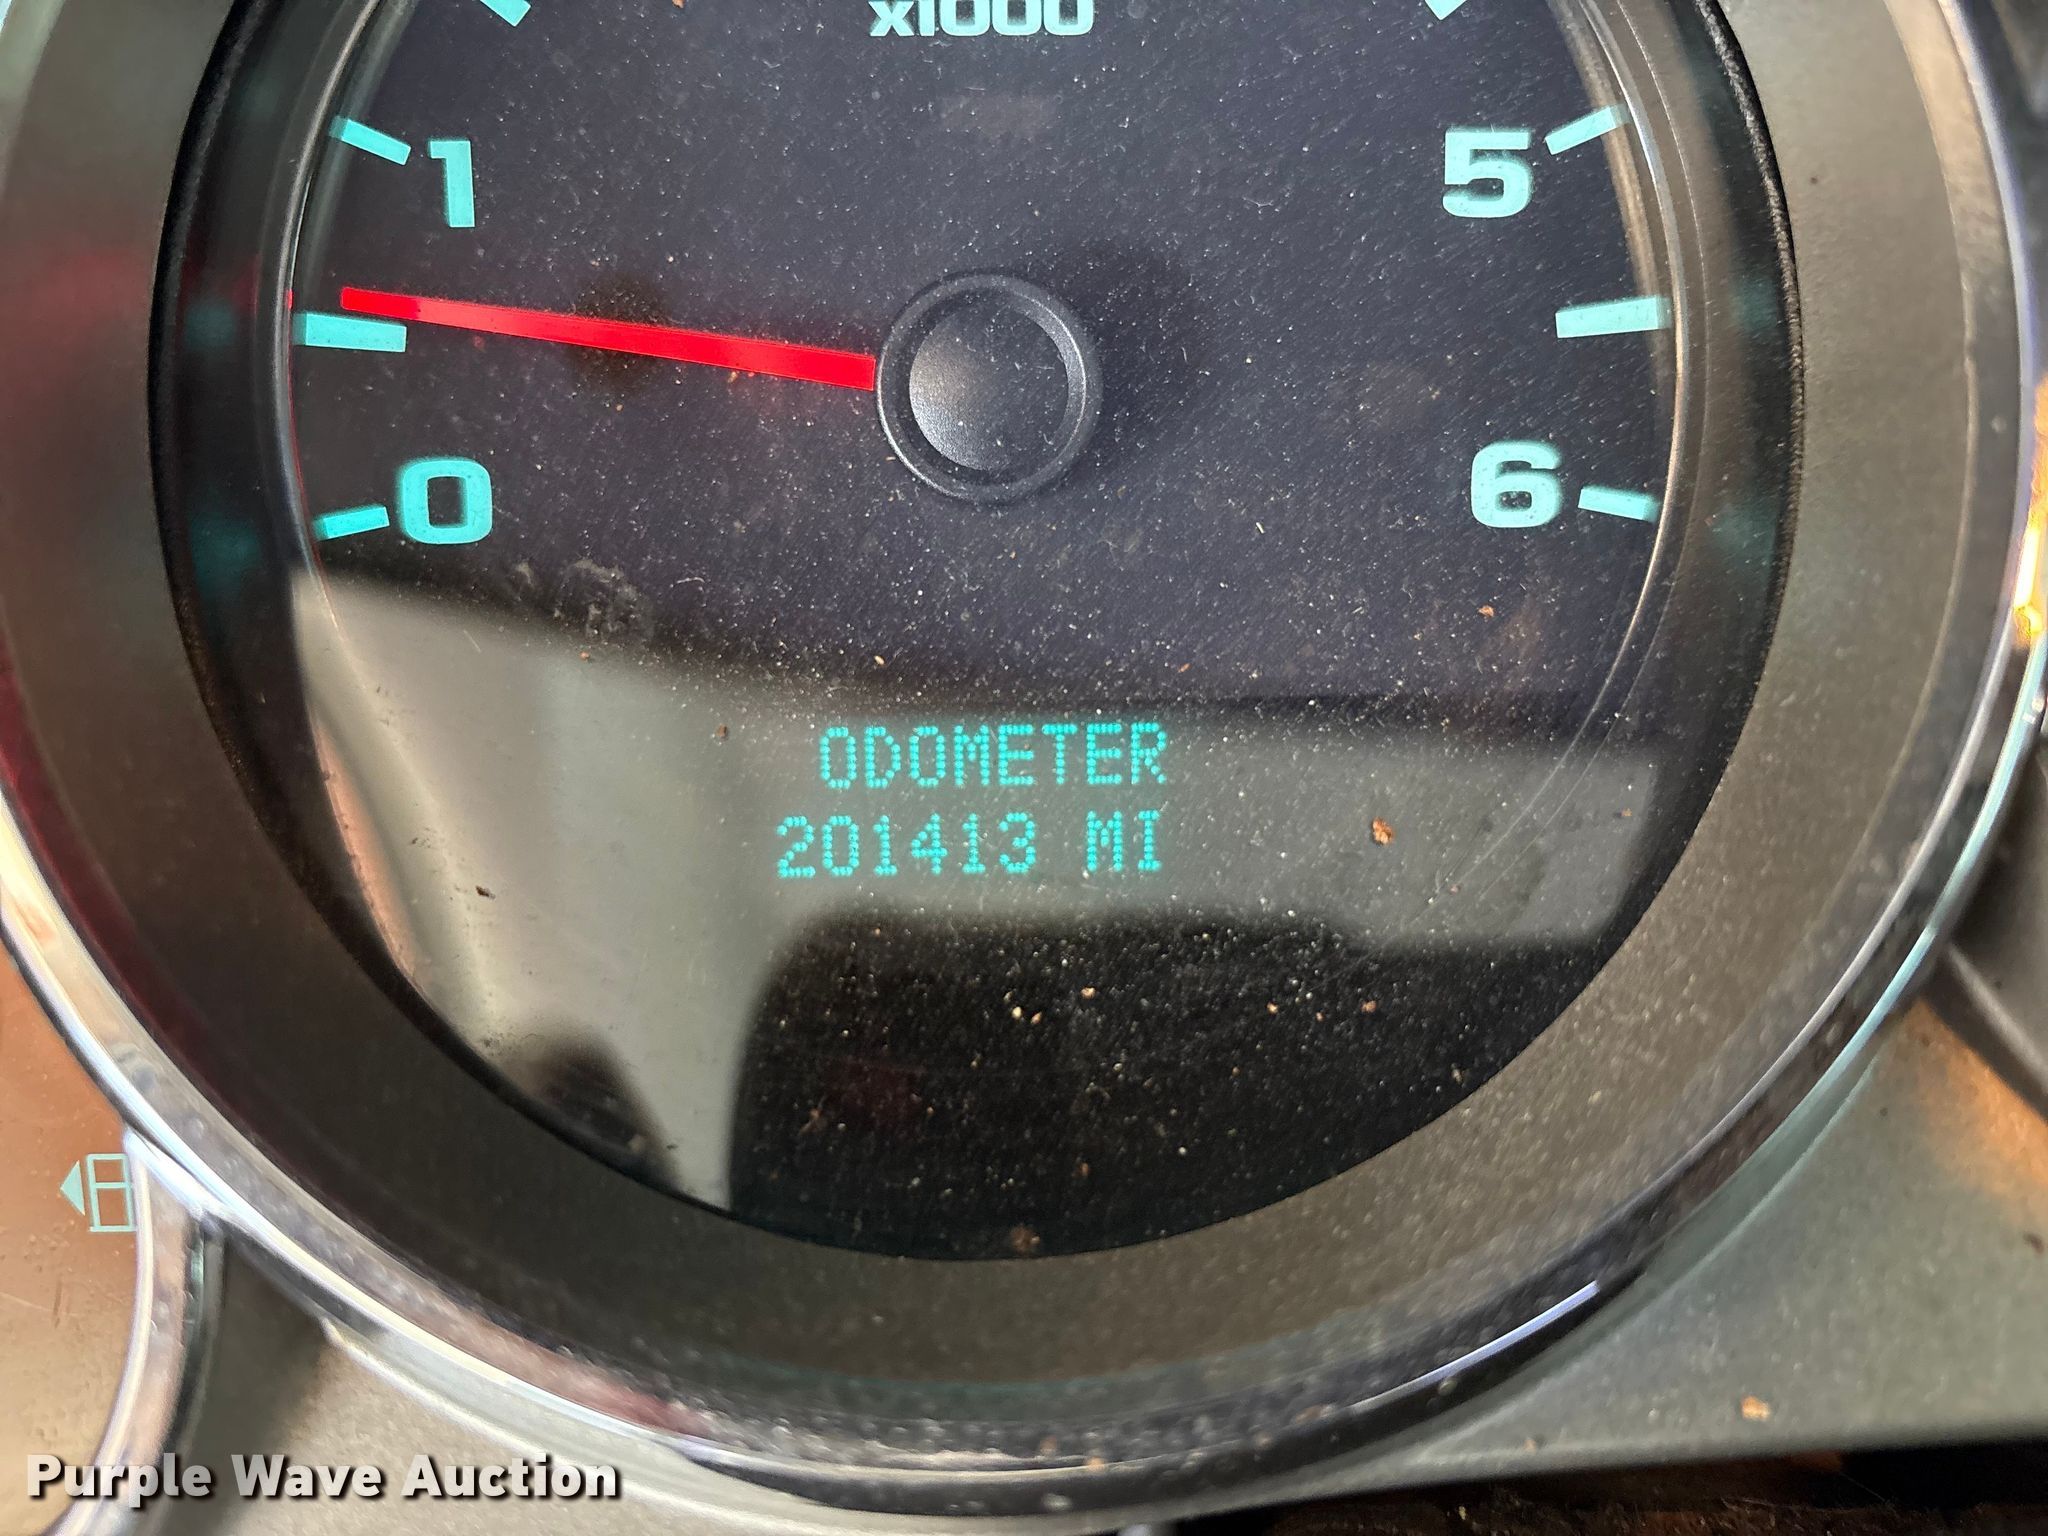 x1000
1
5
0
6
ODOMETER
201413 MI
Purple Wave Auction